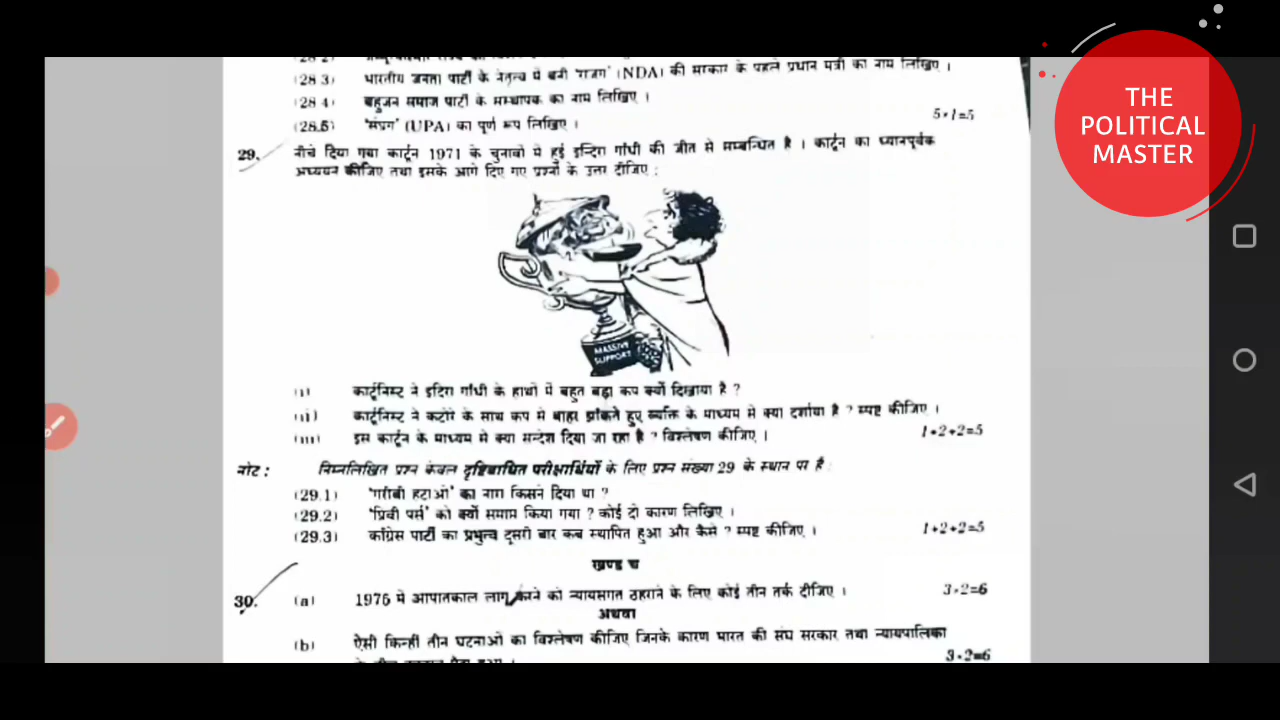 (28.3) भारतीय जनता पार्टी के नेतृत्व में बनी 'राजग' (NDA) की सरकार के पहले प्रधान मंत्री का नाम लिखिए ।
(28.4) बहुजन समाज पार्टी के संस्थापक का नाम लिखिए ।
(28.5) 'संप्रग' (UPA) का पूर्ण रूप लिखिए । 5×1=5
29. नीचे दिया गया कार्टून 1971 के चुनावों में हुई इन्दिरा गाँधी की जीत से सम्बन्धित है । कार्टून का ध्यानपूर्वक
अध्ययन कीजिए तथा इसके आगे दिए गए प्रश्नों के उत्तर दीजिए :
MASSIVE
SUPPORT
(i) कार्टूनिस्ट ने इंदिरा गाँधी के हाथों में बहुत बड़ा कप क्यों दिखाया है ?
(ii) कार्टूनिस्ट ने कटोरे के साथ कप में बाहर झाँकते हुए व्यक्ति के माध्यम से क्या दर्शाया है ? स्पष्ट कीजिए ।
(iii) इस कार्टून के माध्यम से क्या सन्देश दिया जा रहा है ? विश्लेषण कीजिए । 1+2+2=5
नोट : निम्नलिखित प्रश्न केवल दृष्टिबाधित परीक्षार्थियों के लिए प्रश्न संख्या 29 के स्थान पर है :
(29.1) 'गरीबी हटाओ' का नारा किसने दिया था ?
(29.2) 'प्रिवी पर्स' को क्यों समाप्त किया गया ? कोई दो कारण लिखिए ।
(29.3) काँग्रेस पार्टी का प्रभुत्व दूसरी बार कब स्थापित हुआ और कैसे ? स्पष्ट कीजिए । 1+2+2=5
खण्ड च
30. (a) 1975 में आपातकाल लागू करने को न्यायसंगत ठहराने के लिए कोई तीन तर्क दीजिए । 3×2=6
अथवा
(b) ऐसी किन्हीं तीन घटनाओं का विश्लेषण कीजिए जिनके कारण भारत की संघ सरकार तथा न्यायपालिका
3×2=6
THE
POLITICAL
MASTER